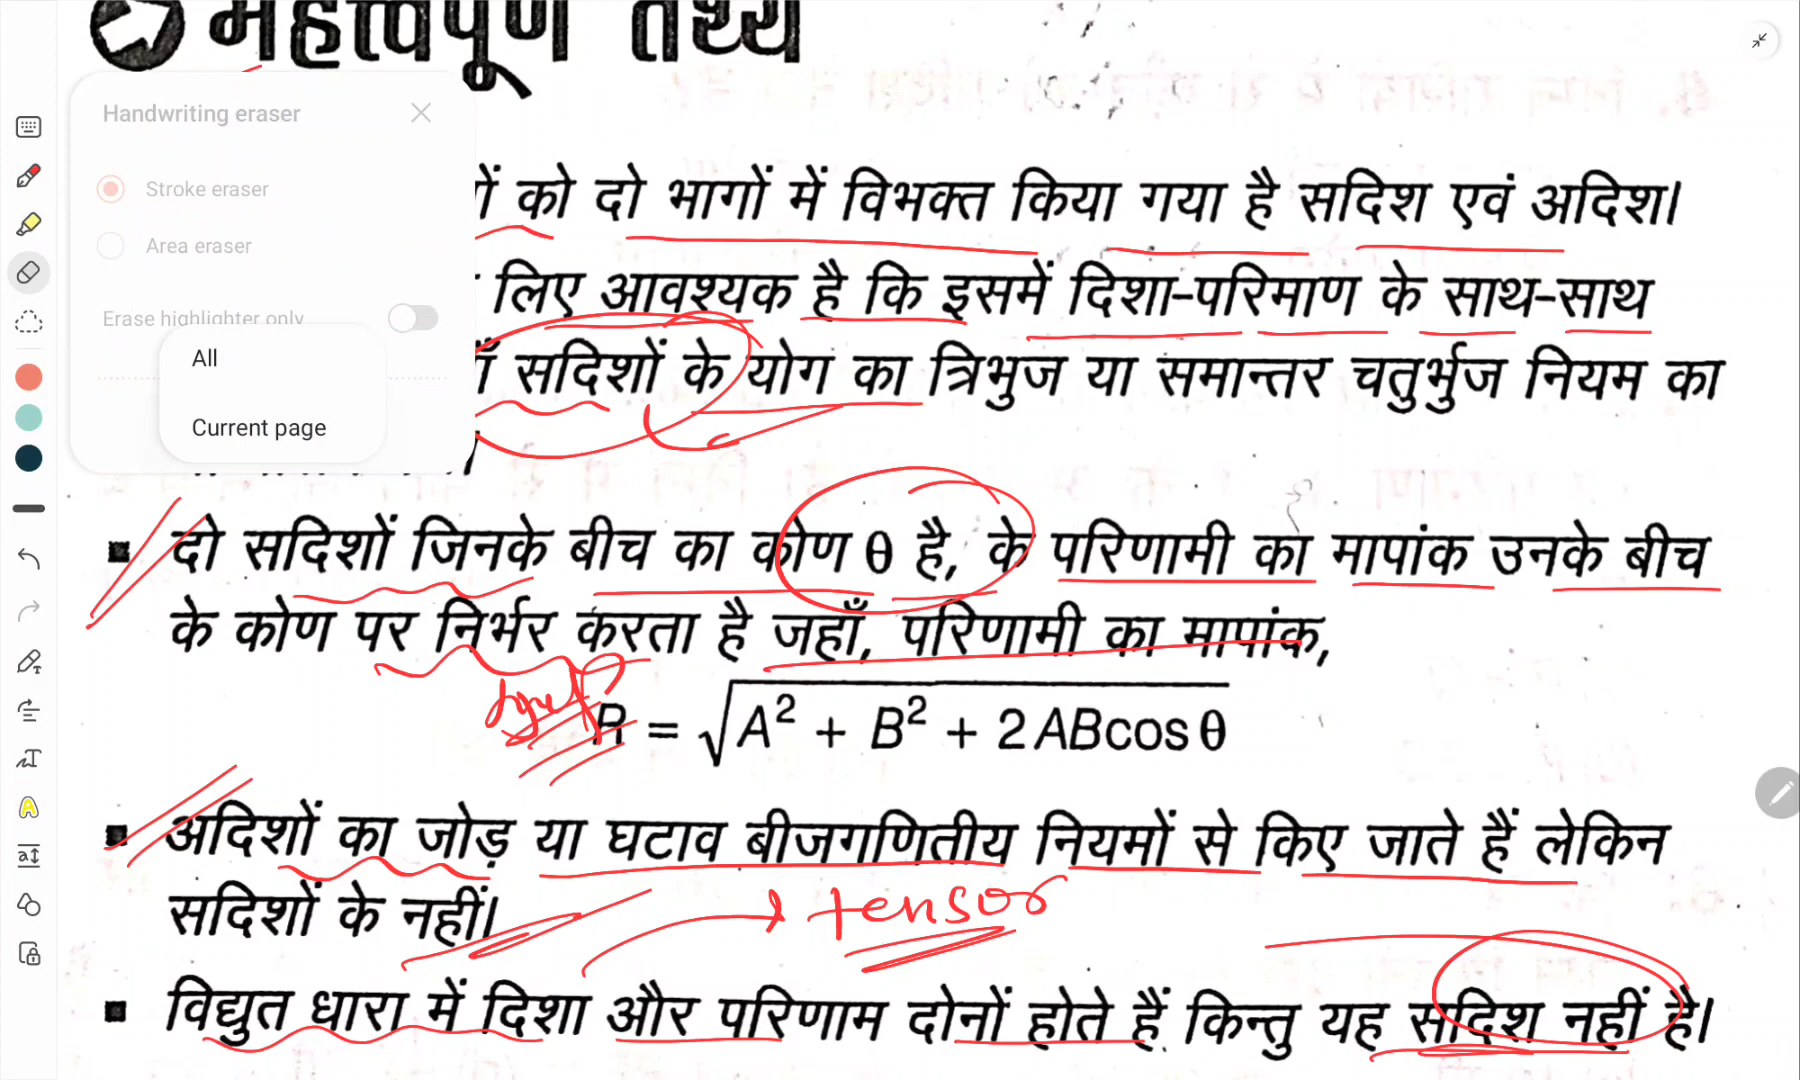 महत्त्वपूर्ण तथ्य
Handwriting eraser
Stroke eraser
Area eraser
Erase highlighter only
All
Current page
को दो भागों में विभक्त किया गया है सदिश एवं अदिश।
लिए आवश्यक है कि इसमें दिशा-परिमाण के साथ-साथ
सदिशों के योग का त्रिभुज या समान्तर चतुर्भुज नियम का
दो सदिशों जिनके बीच का कोण θ है, के परिणामी का मापांक उनके बीच
के कोण पर निर्भर करता है जहाँ, परिणामी का मापांक,
R = √A² + B² + 2ABcosθ
अदिशों का जोड़ या घटाव बीजगणितीय नियमों से किए जाते हैं लेकिन
सदिशों के नहीं।
tensor
विद्युत धारा में दिशा और परिणाम दोनों होते हैं किन्तु यह सदिश नहीं है।